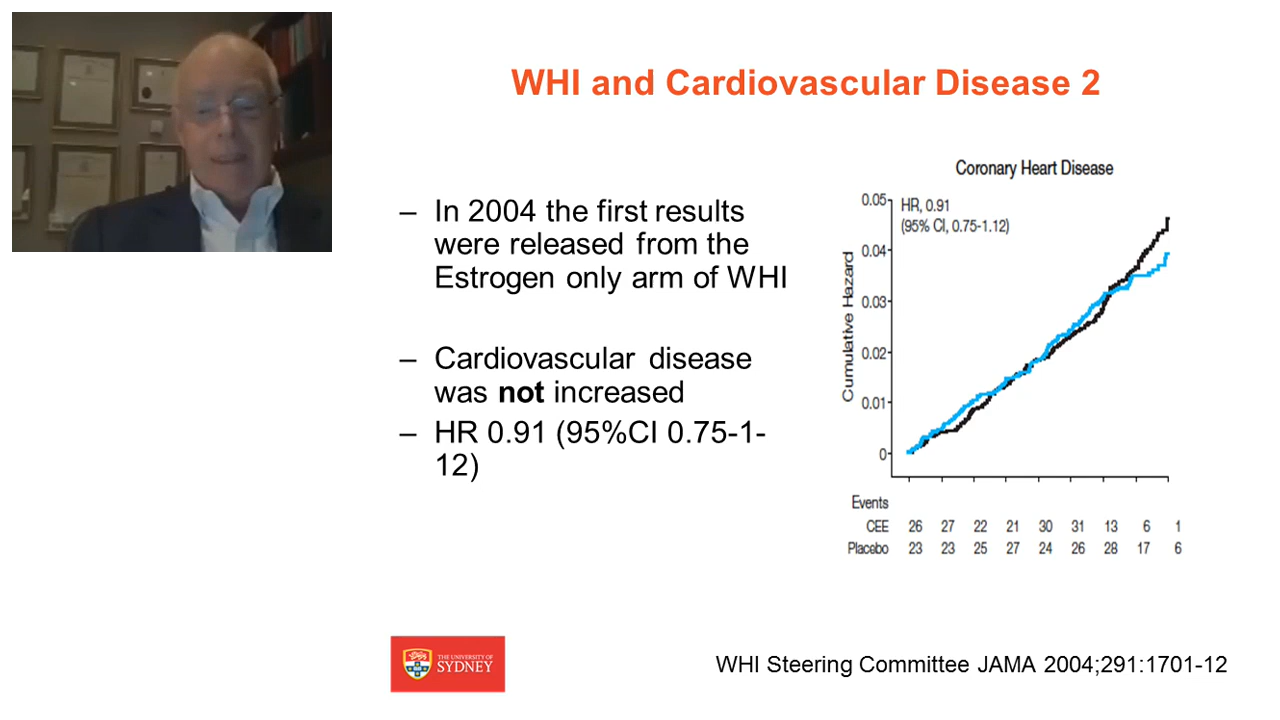 WHI and Cardiovascular Disease 2
– In 2004 the first results
were released from the
Estrogen only arm of WHI
– Cardiovascular disease
was not increased
– HR 0.91 (95%CI 0.75-1-
12)
Coronary Heart Disease
HR, 0.91
(95% CI, 0.75-1.12)
Cumulative Hazard
0.05
0.04
0.03
0.02
0.01
0
Events
CEE 26 27 22 21 30 31 13 6 1
Placebo 23 23 25 27 24 26 28 17 6
THE UNIVERSITY OF
SYDNEY
WHI Steering Committee JAMA 2004;291:1701-12